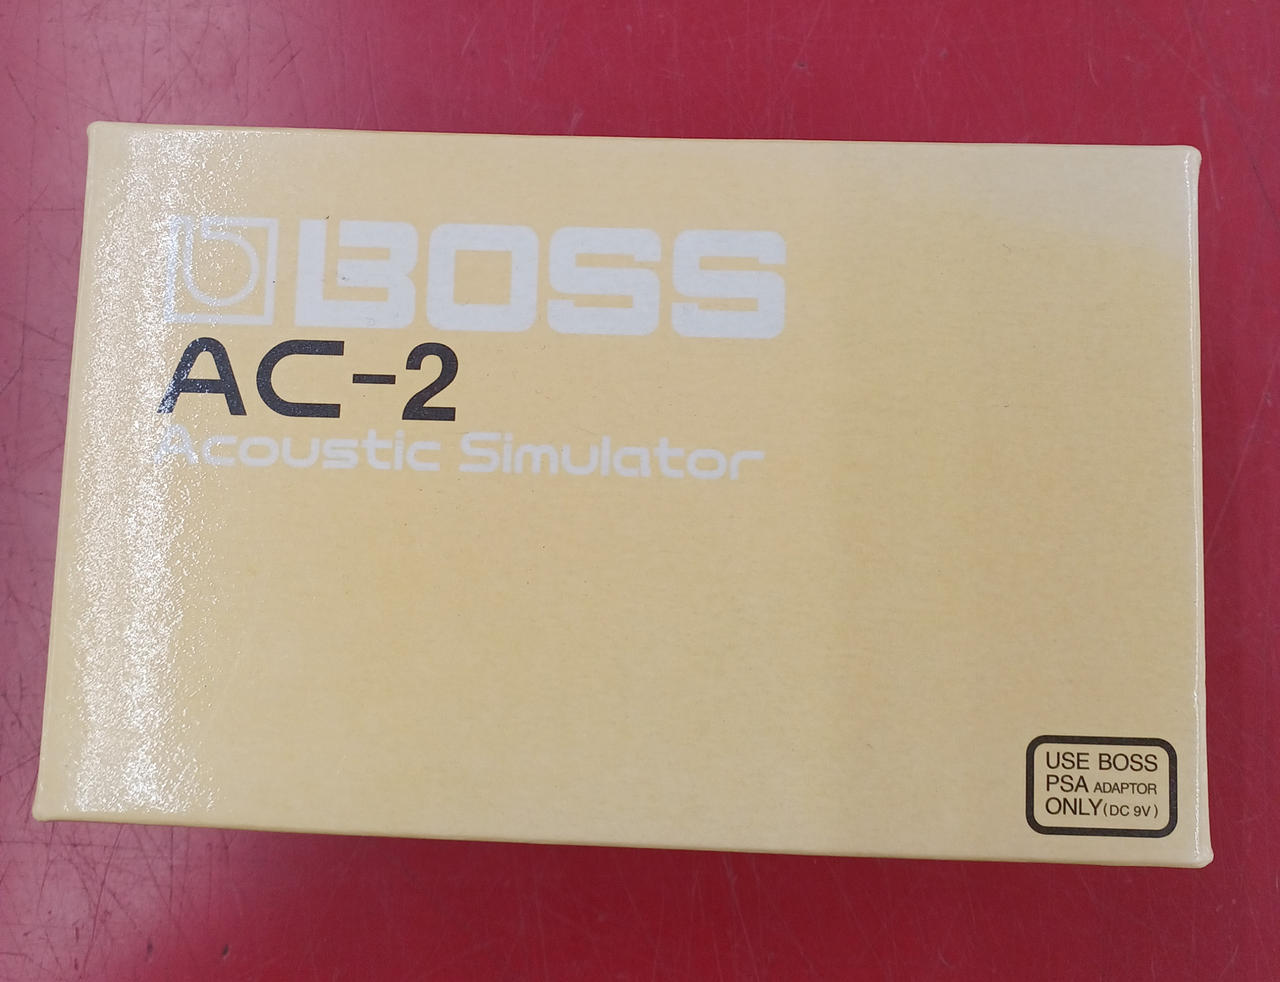 BOSS
AC-2
Acoustic Simulator
USE BOSS
PSA ADAPTOR
ONLY(DC 9V)